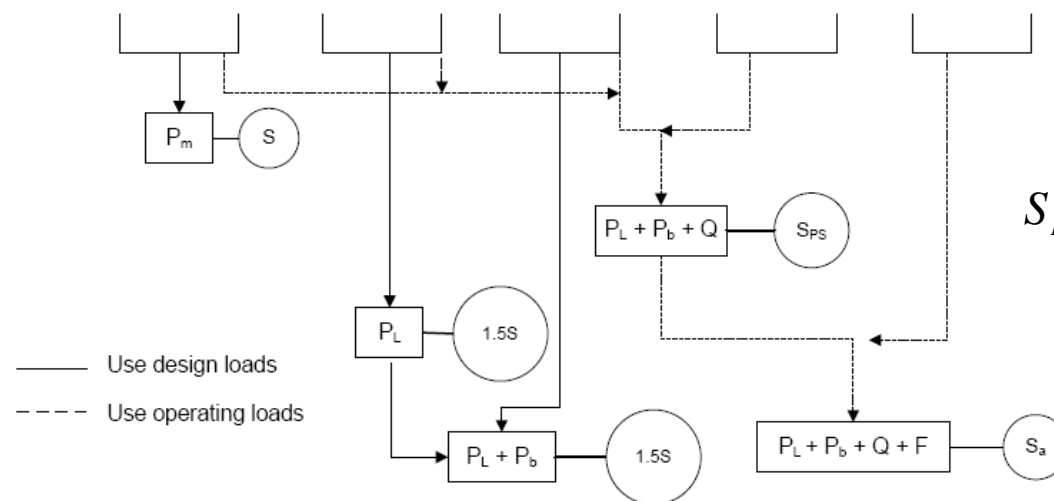 Pm
S
PL + Pb + Q
SPS
S
PL
1.5S
Use design loads
Use operating loads
PL + Pb
1.5S
PL + Pb + Q + F
Sa